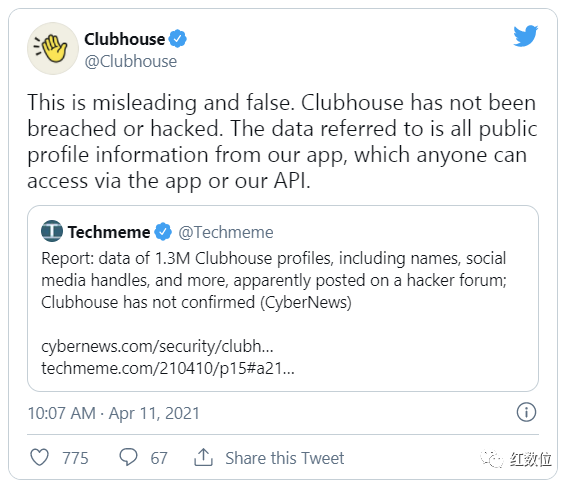 Clubhouse
@Clubhouse
This is misleading and false. Clubhouse has not been
breached or hacked. The data referred to is all public
profile information from our app, which anyone can
access via the app or our API.
Techmeme @Techmeme
Report: data of 1.3M Clubhouse profiles, including names, social
media handles, and more, apparently posted on a hacker forum;
Clubhouse has not confirmed (CyberNews)
cybernews.com/security/clubh...
techmeme.com/210410/p15#a21...
10:07 AM · Apr 11, 2021
775 67 Share this Tweet 红数位